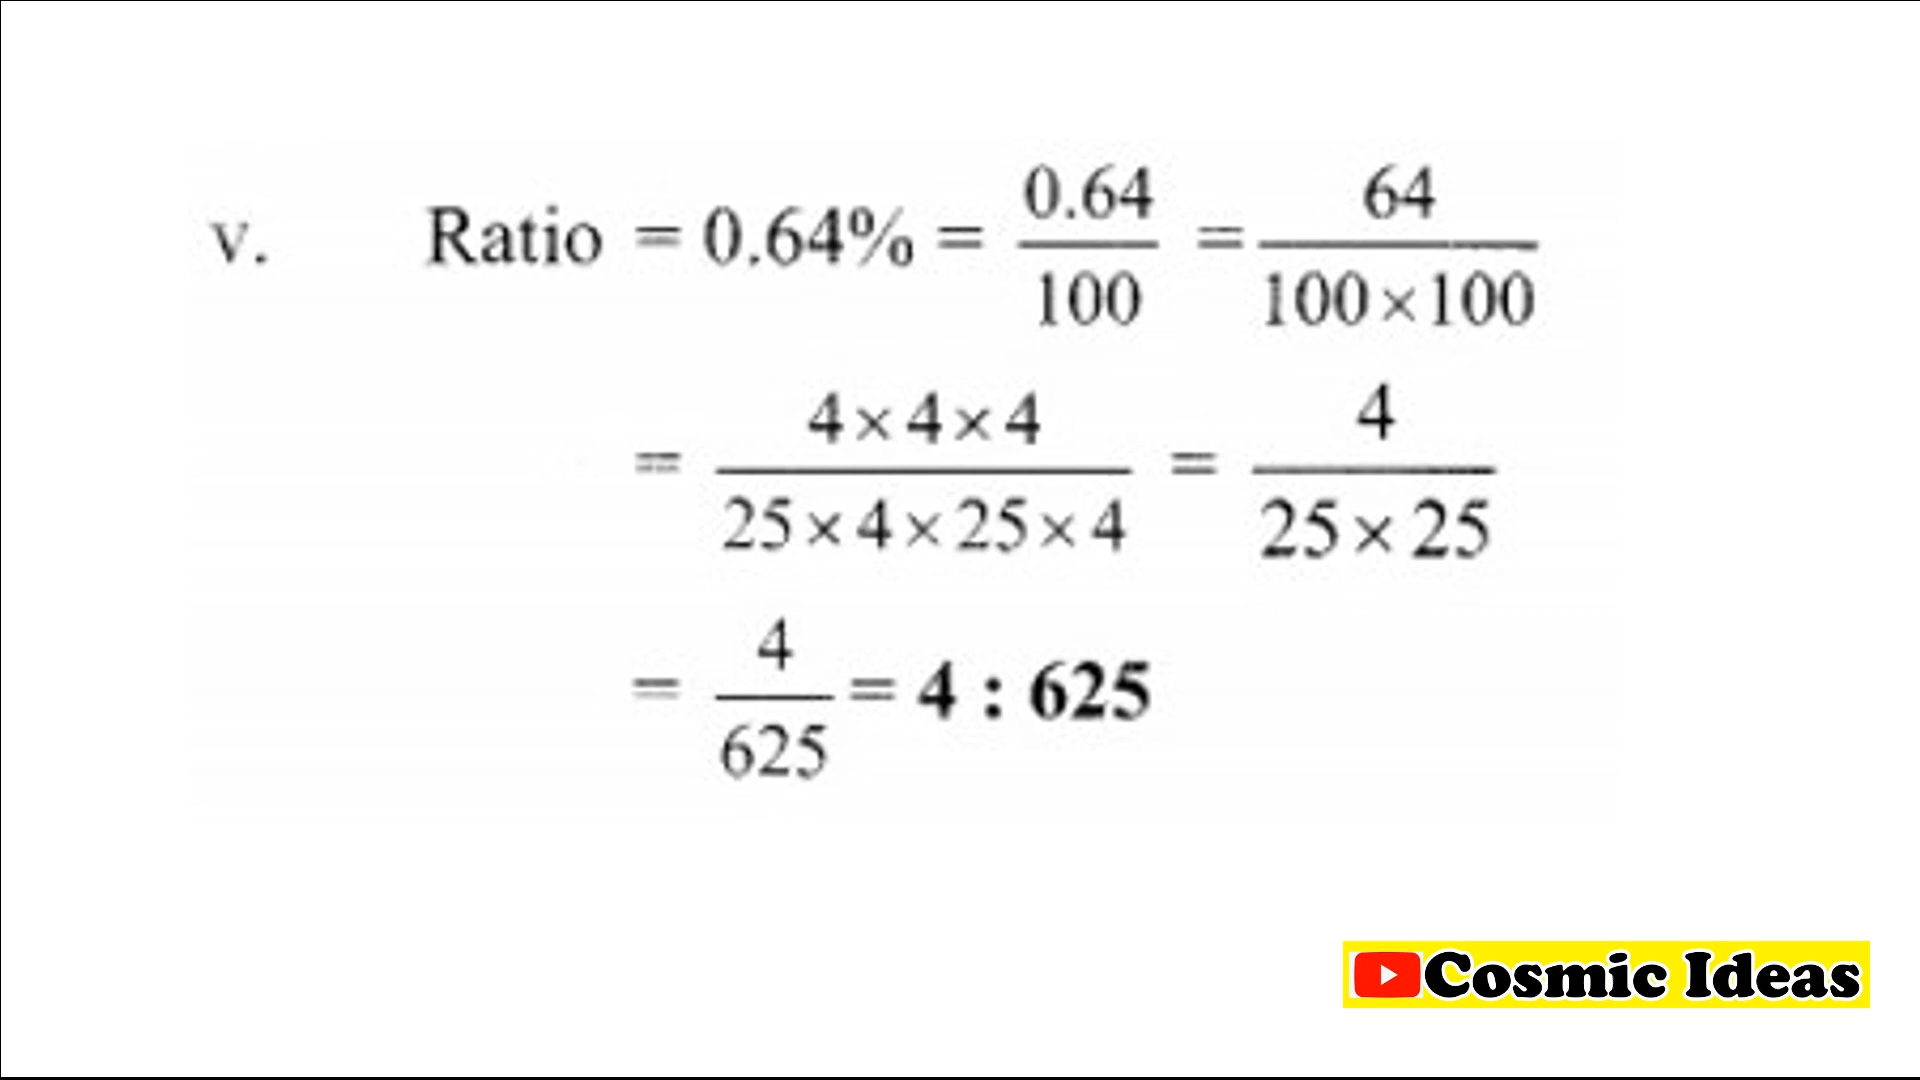 v. Ratio = 0.64% = 0.64/100 = 64/100×100
= 4×4×4/25×4×25×4 = 4/25×25
= 4/625 = 4 : 625
Cosmic Ideas